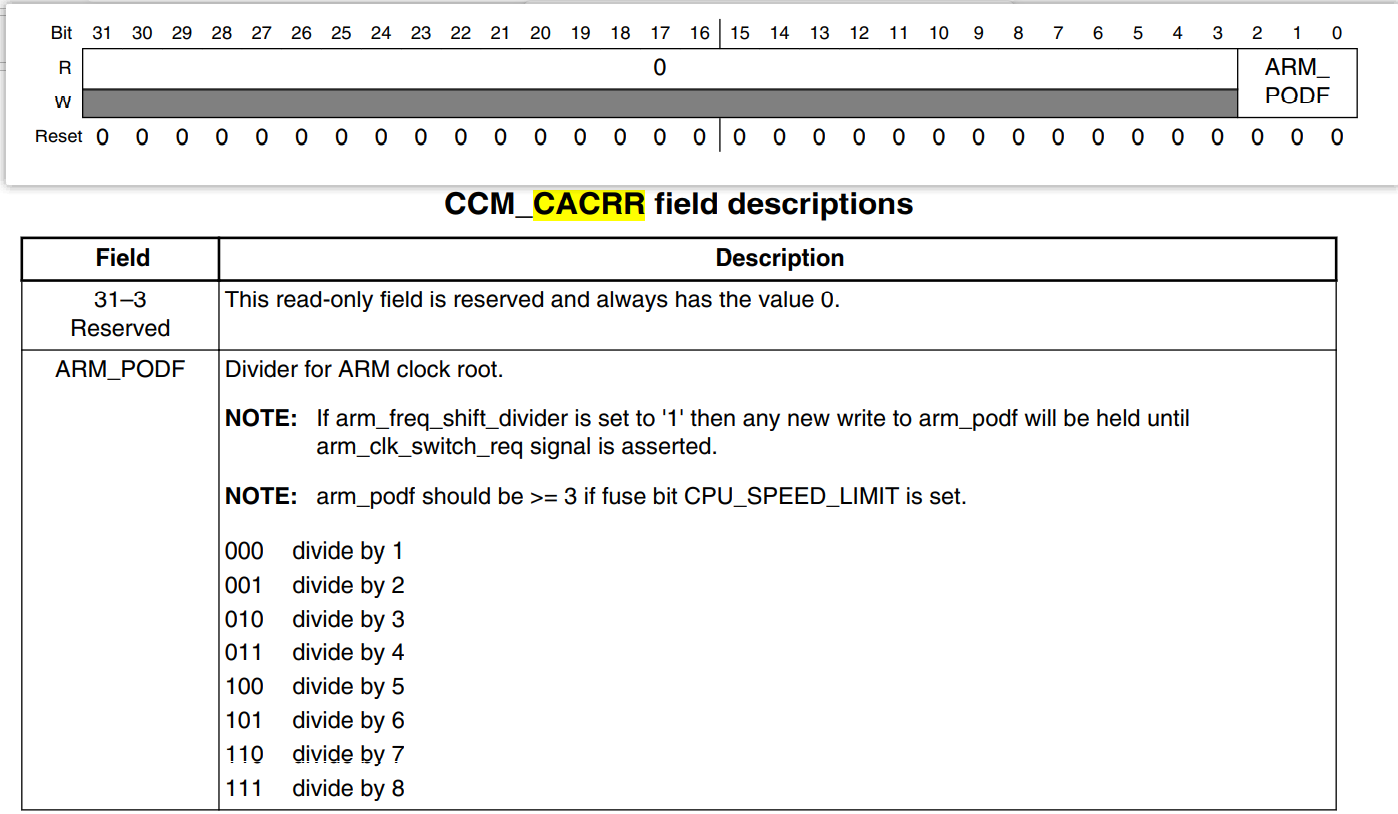 Bit 31 30 29 28 27 26 25 24 23 22 21 20 19 18 17 16 15 14 13 12 11 10 9 8 7 6 5 4 3 2 1 0
R 0 ARM_
W PODF
Reset 0 0 0 0 0 0 0 0 0 0 0 0 0 0 0 0 0 0 0 0 0 0 0 0 0 0 0 0 0 0 0 0
CCM_CACRR field descriptions
Field Description
31–3 This read-only field is reserved and always has the value 0.
Reserved
ARM_PODF Divider for ARM clock root.
NOTE: If arm_freq_shift_divider is set to '1' then any new write to arm_podf will be held until
arm_clk_switch_req signal is asserted.
NOTE: arm_podf should be >= 3 if fuse bit CPU_SPEED_LIMIT is set.
000 divide by 1
001 divide by 2
010 divide by 3
011 divide by 4
100 divide by 5
101 divide by 6
110 divide by 7
111 divide by 8